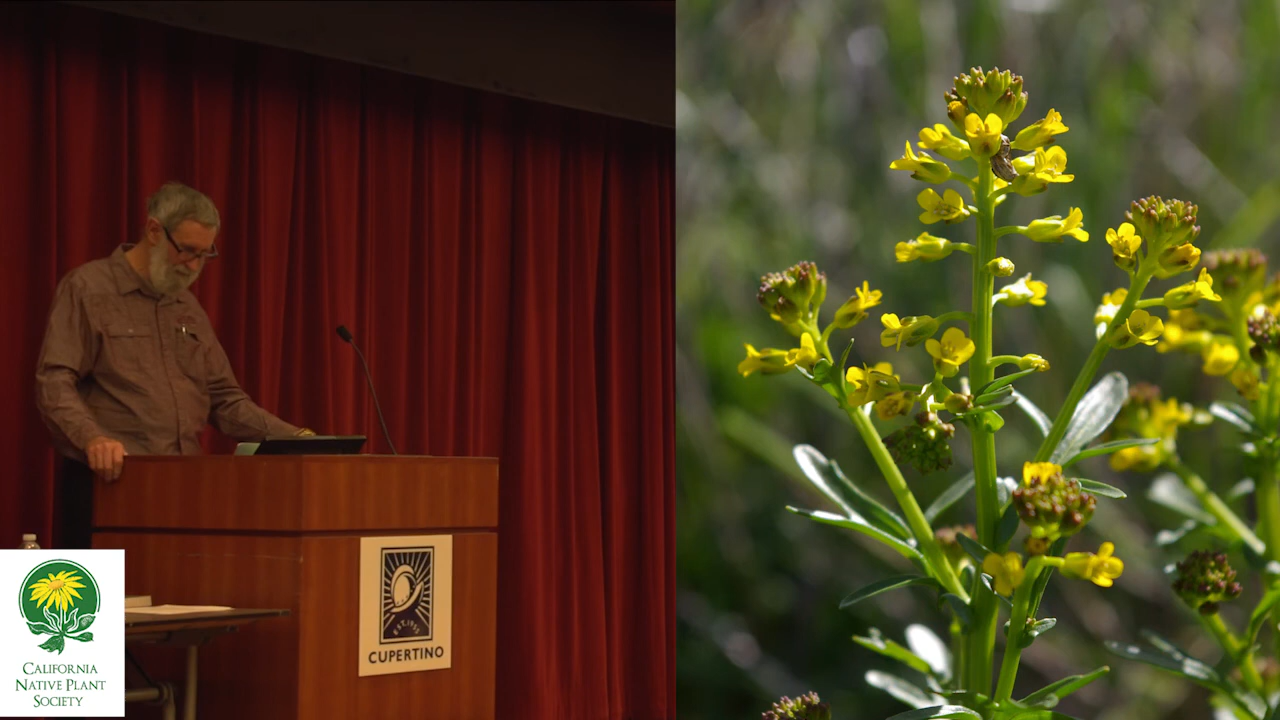 EST. 1955
CUPERTINO
CALIFORNIA
NATIVE PLANT
SOCIETY